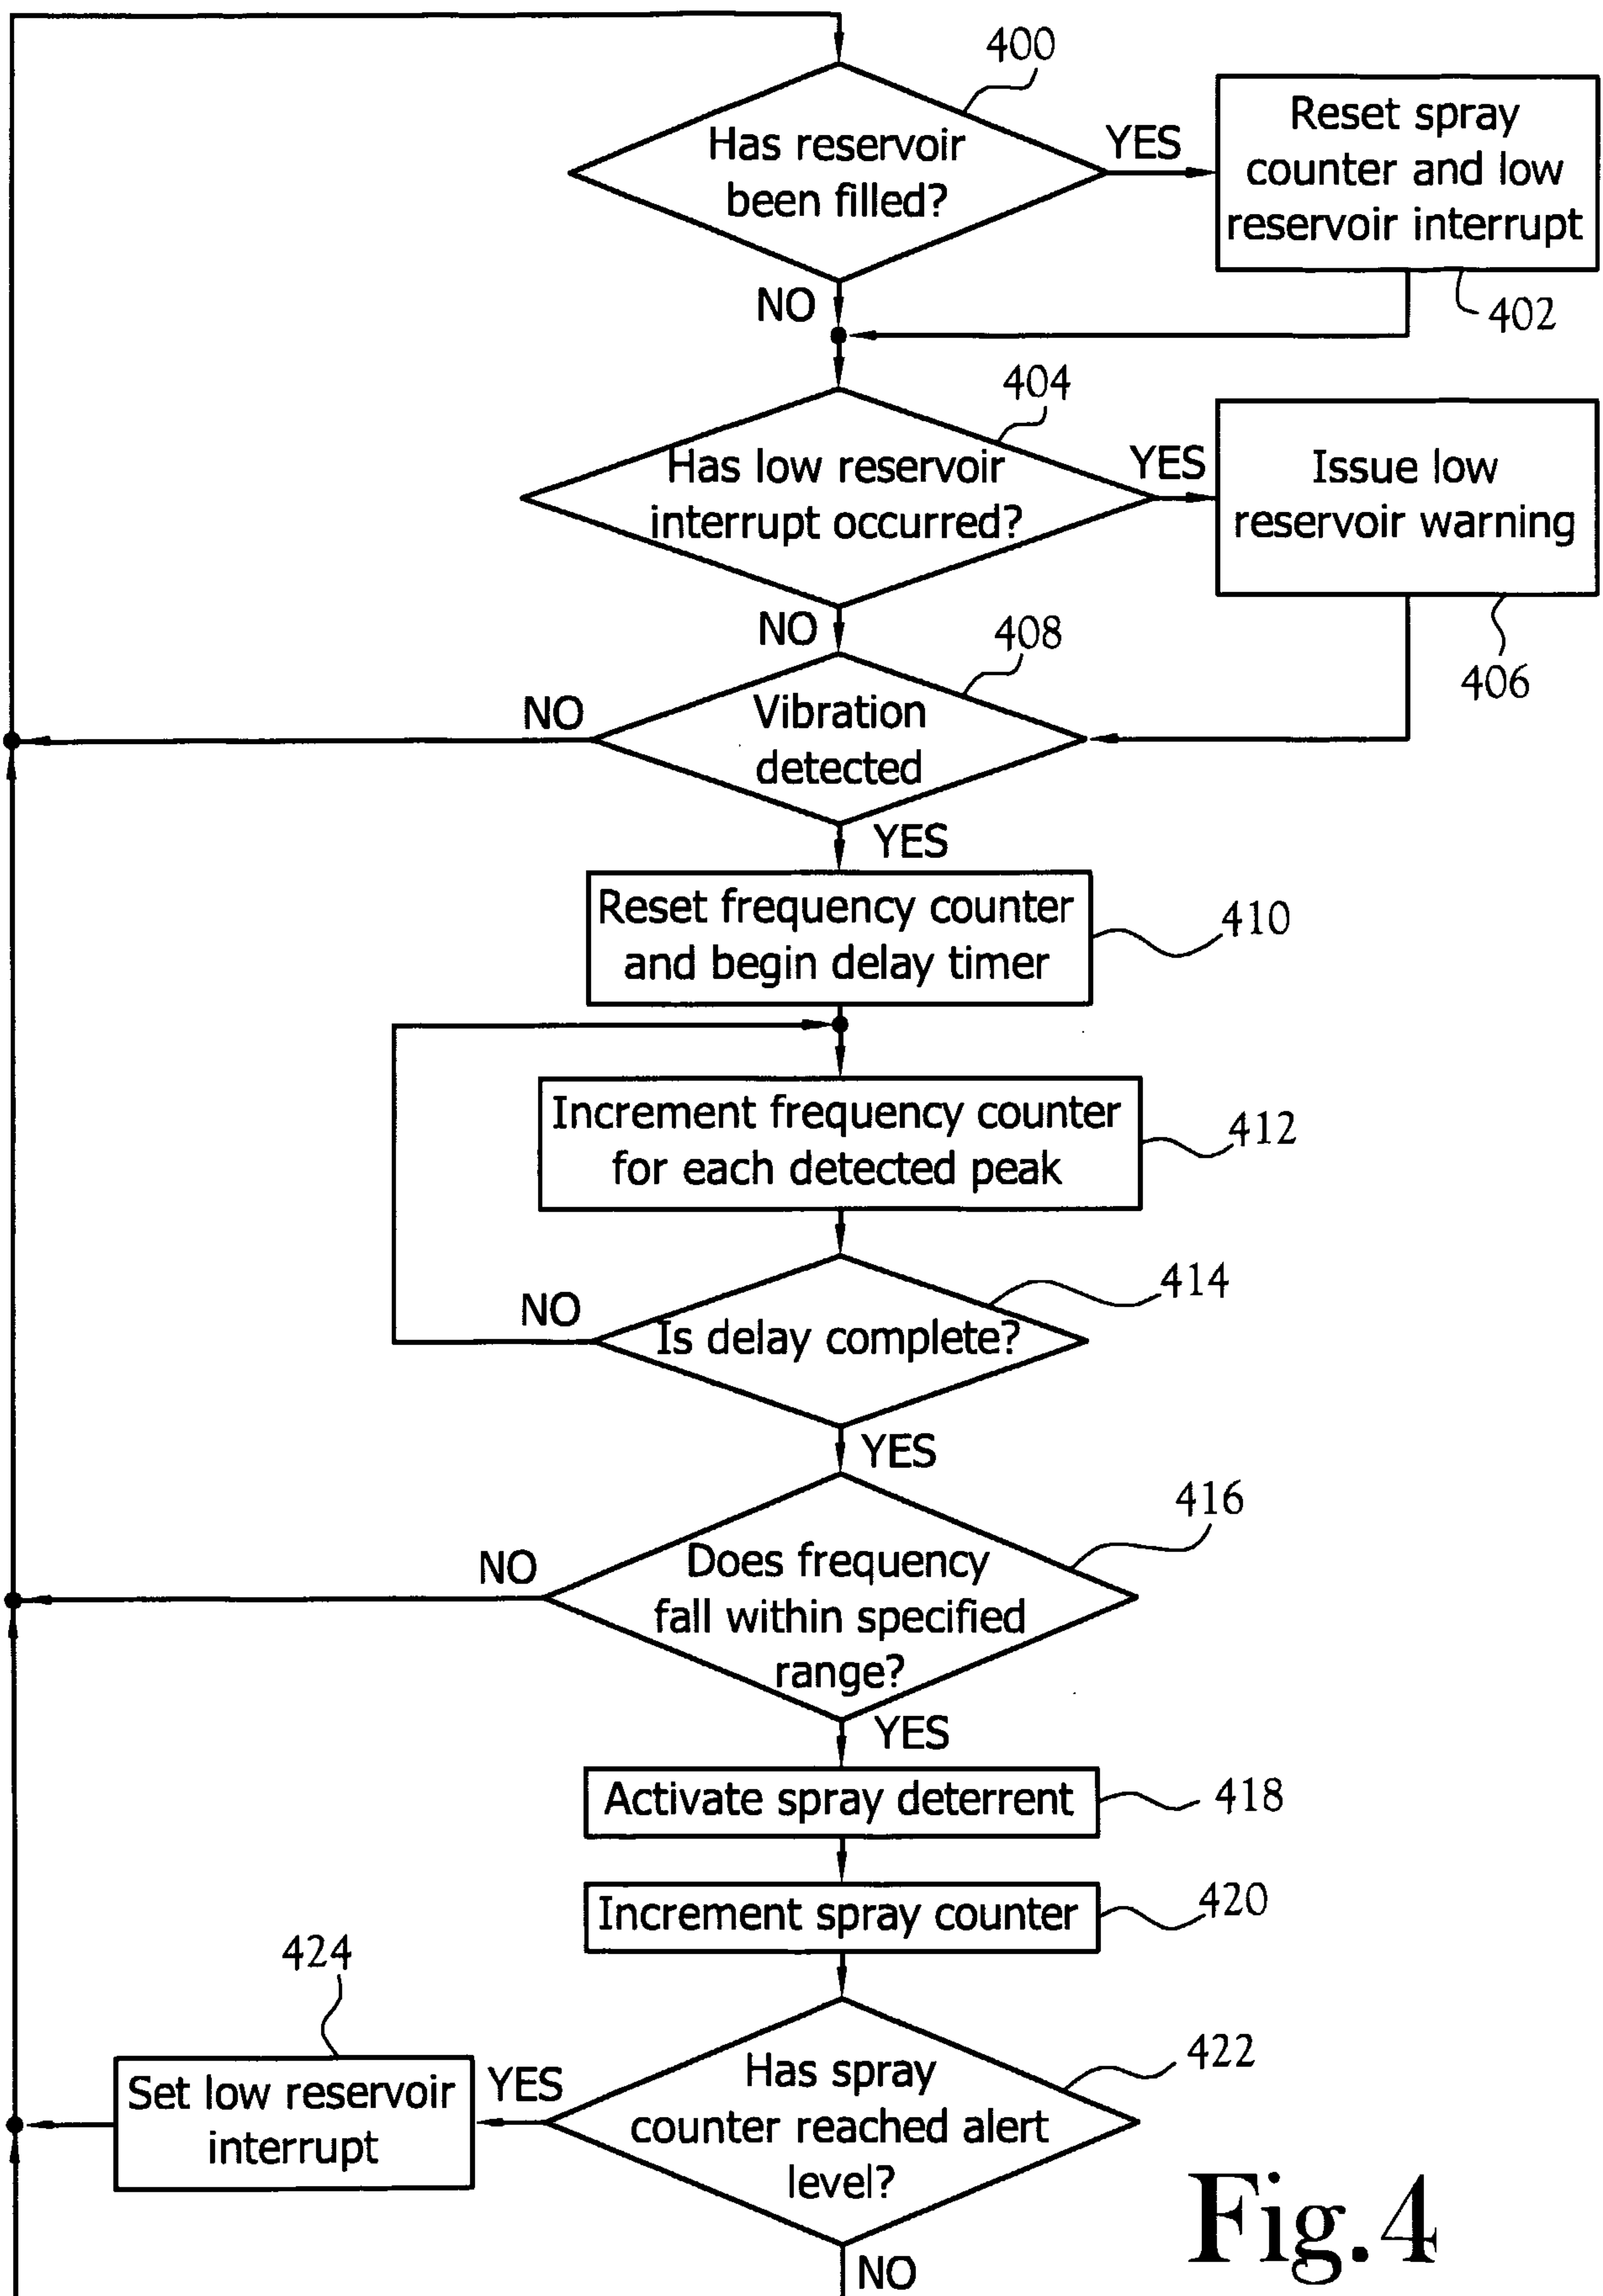 400
Has reservoir
been filled?
YES
Reset spray
counter and low
reservoir interrupt
NO
402
404
Has low reservoir
interrupt occurred?
YES
Issue low
reservoir warning
NO
408
406
NO
Vibration
detected
YES
Reset frequency counter
and begin delay timer
410
Increment frequency counter
for each detected peak
412
414
NO
Is delay complete?
YES
416
NO
Does frequency
fall within specified
range?
YES
Activate spray deterrent
418
Increment spray counter
420
424
Set low reservoir
interrupt
YES
Has spray
counter reached alert
level?
422
NO
Fig.4